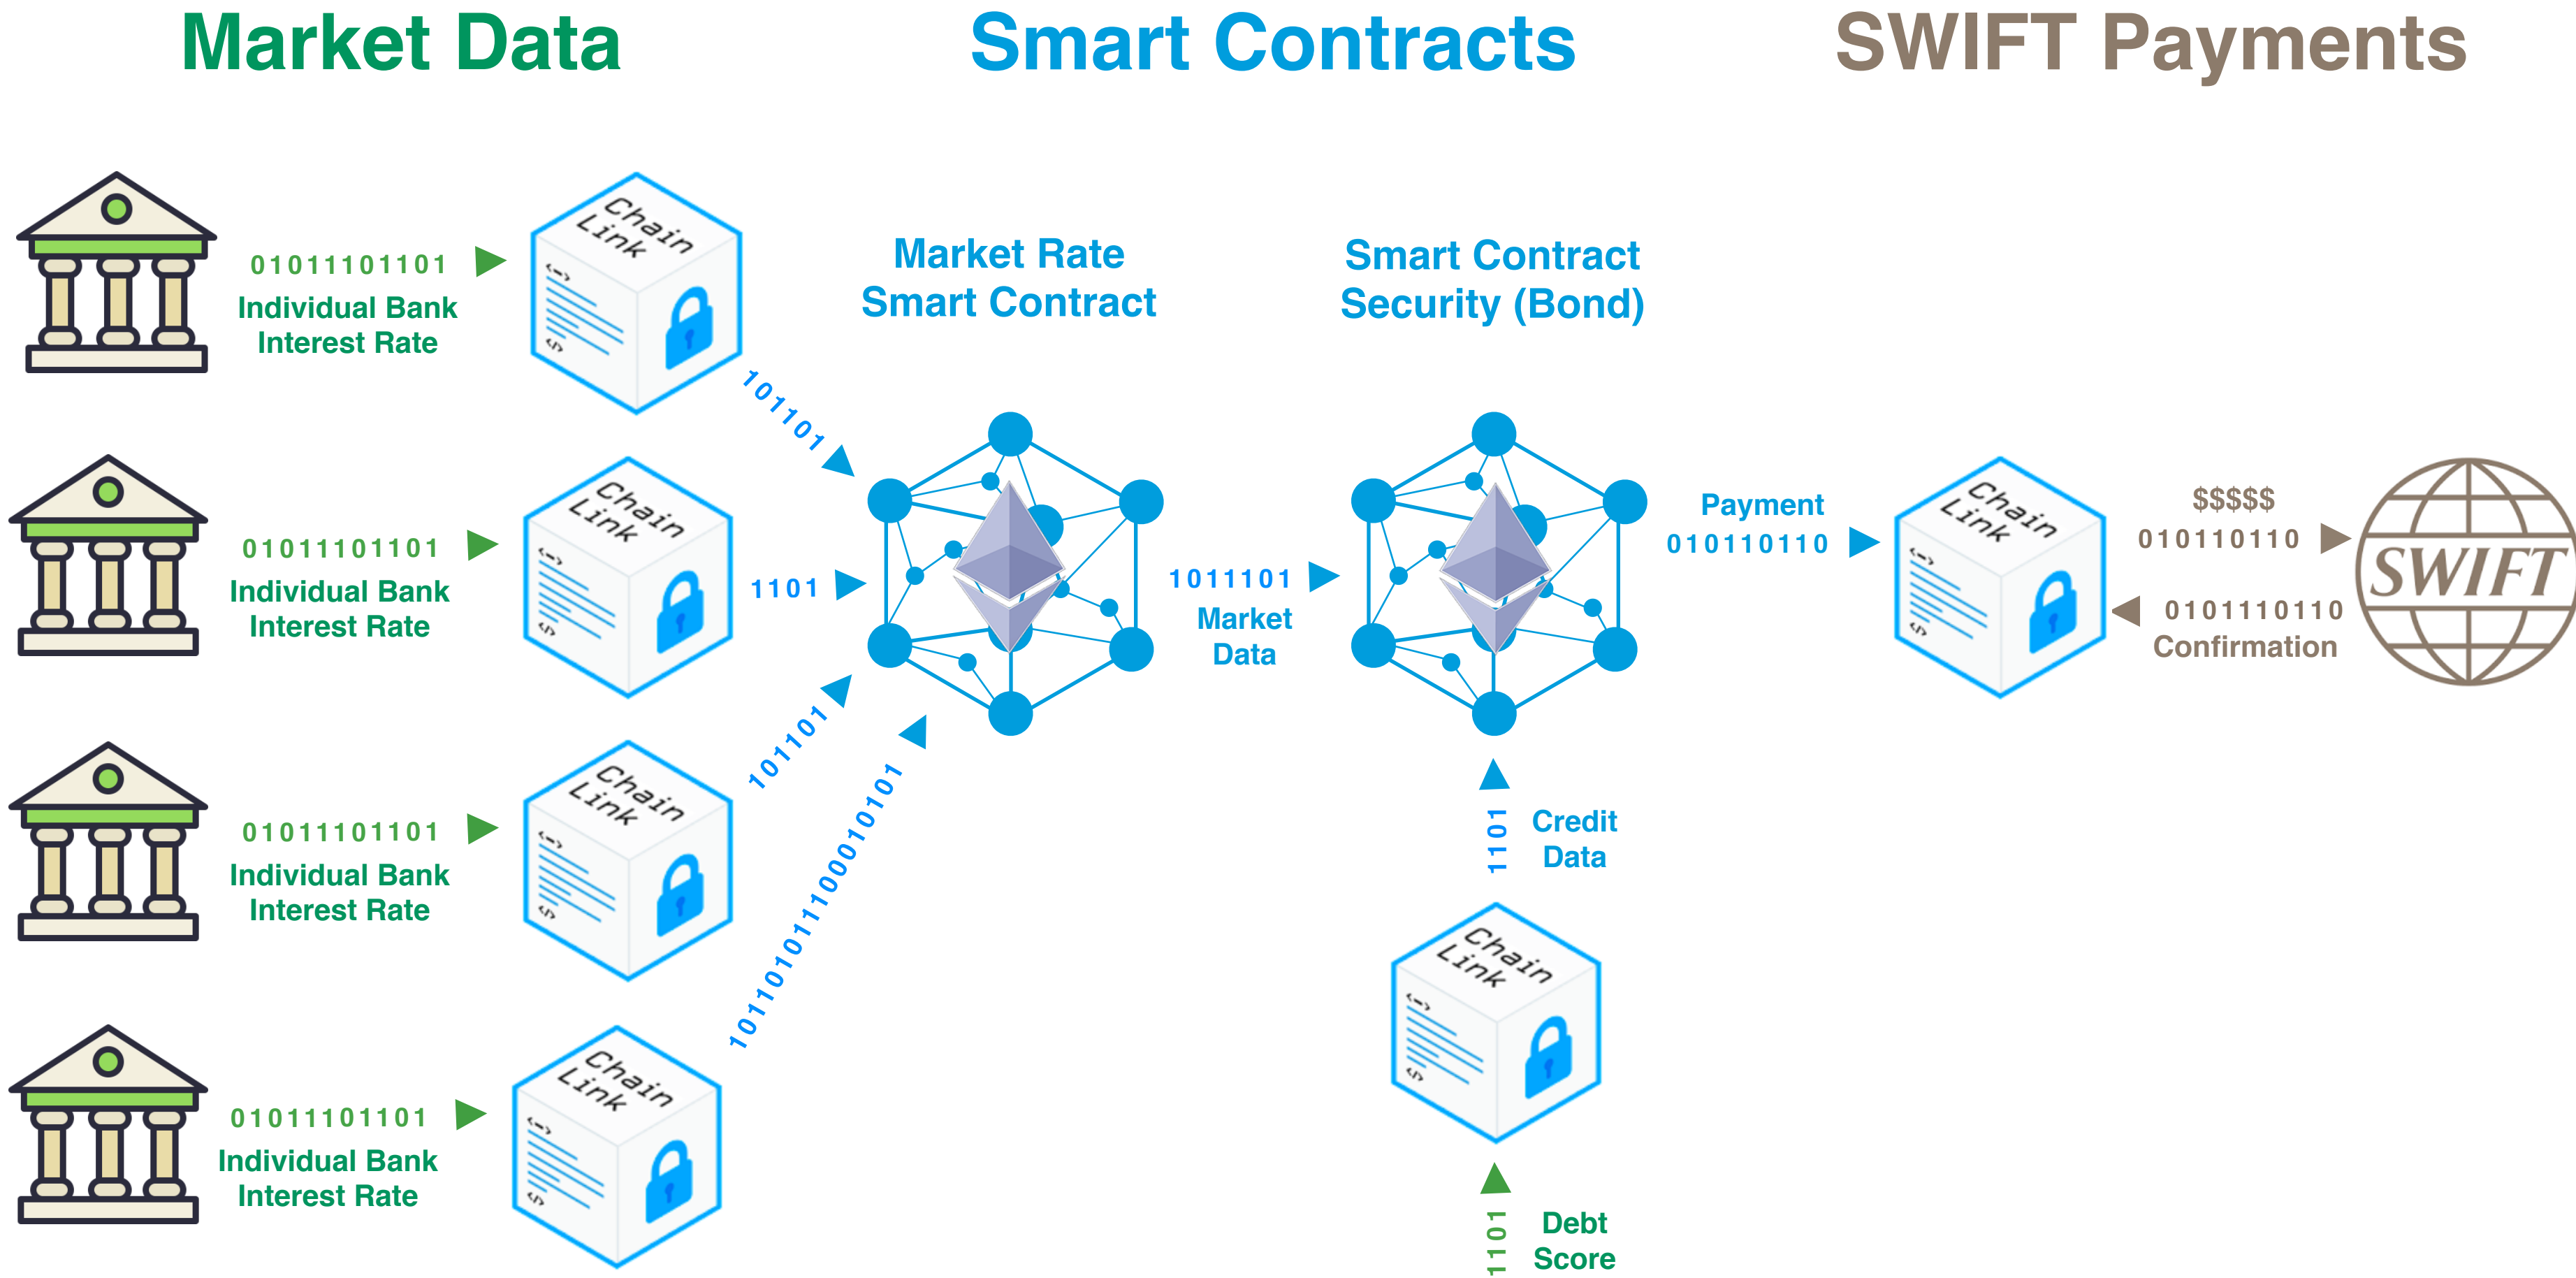 Market Data
Smart Contracts
SWIFT Payments
01011101101
Individual Bank
Interest Rate
Chain
Link
<->
</>
101101
01011101101
Individual Bank
Interest Rate
Chain
Link
<->
</>
1101
01011101101
Individual Bank
Interest Rate
Chain
Link
<->
</>
101101
01011101101
Individual Bank
Interest Rate
Chain
Link
<->
</>
Market Rate
Smart Contract
1011101
Market
Data
Smart Contract
Security (Bond)
Payment
010110110
Chain
Link
<->
</>
$$$$$
010110110
0101110110
Confirmation
SWIFT
1101
Credit
Data
Chain
Link
<->
</>
1101
Debt
Score